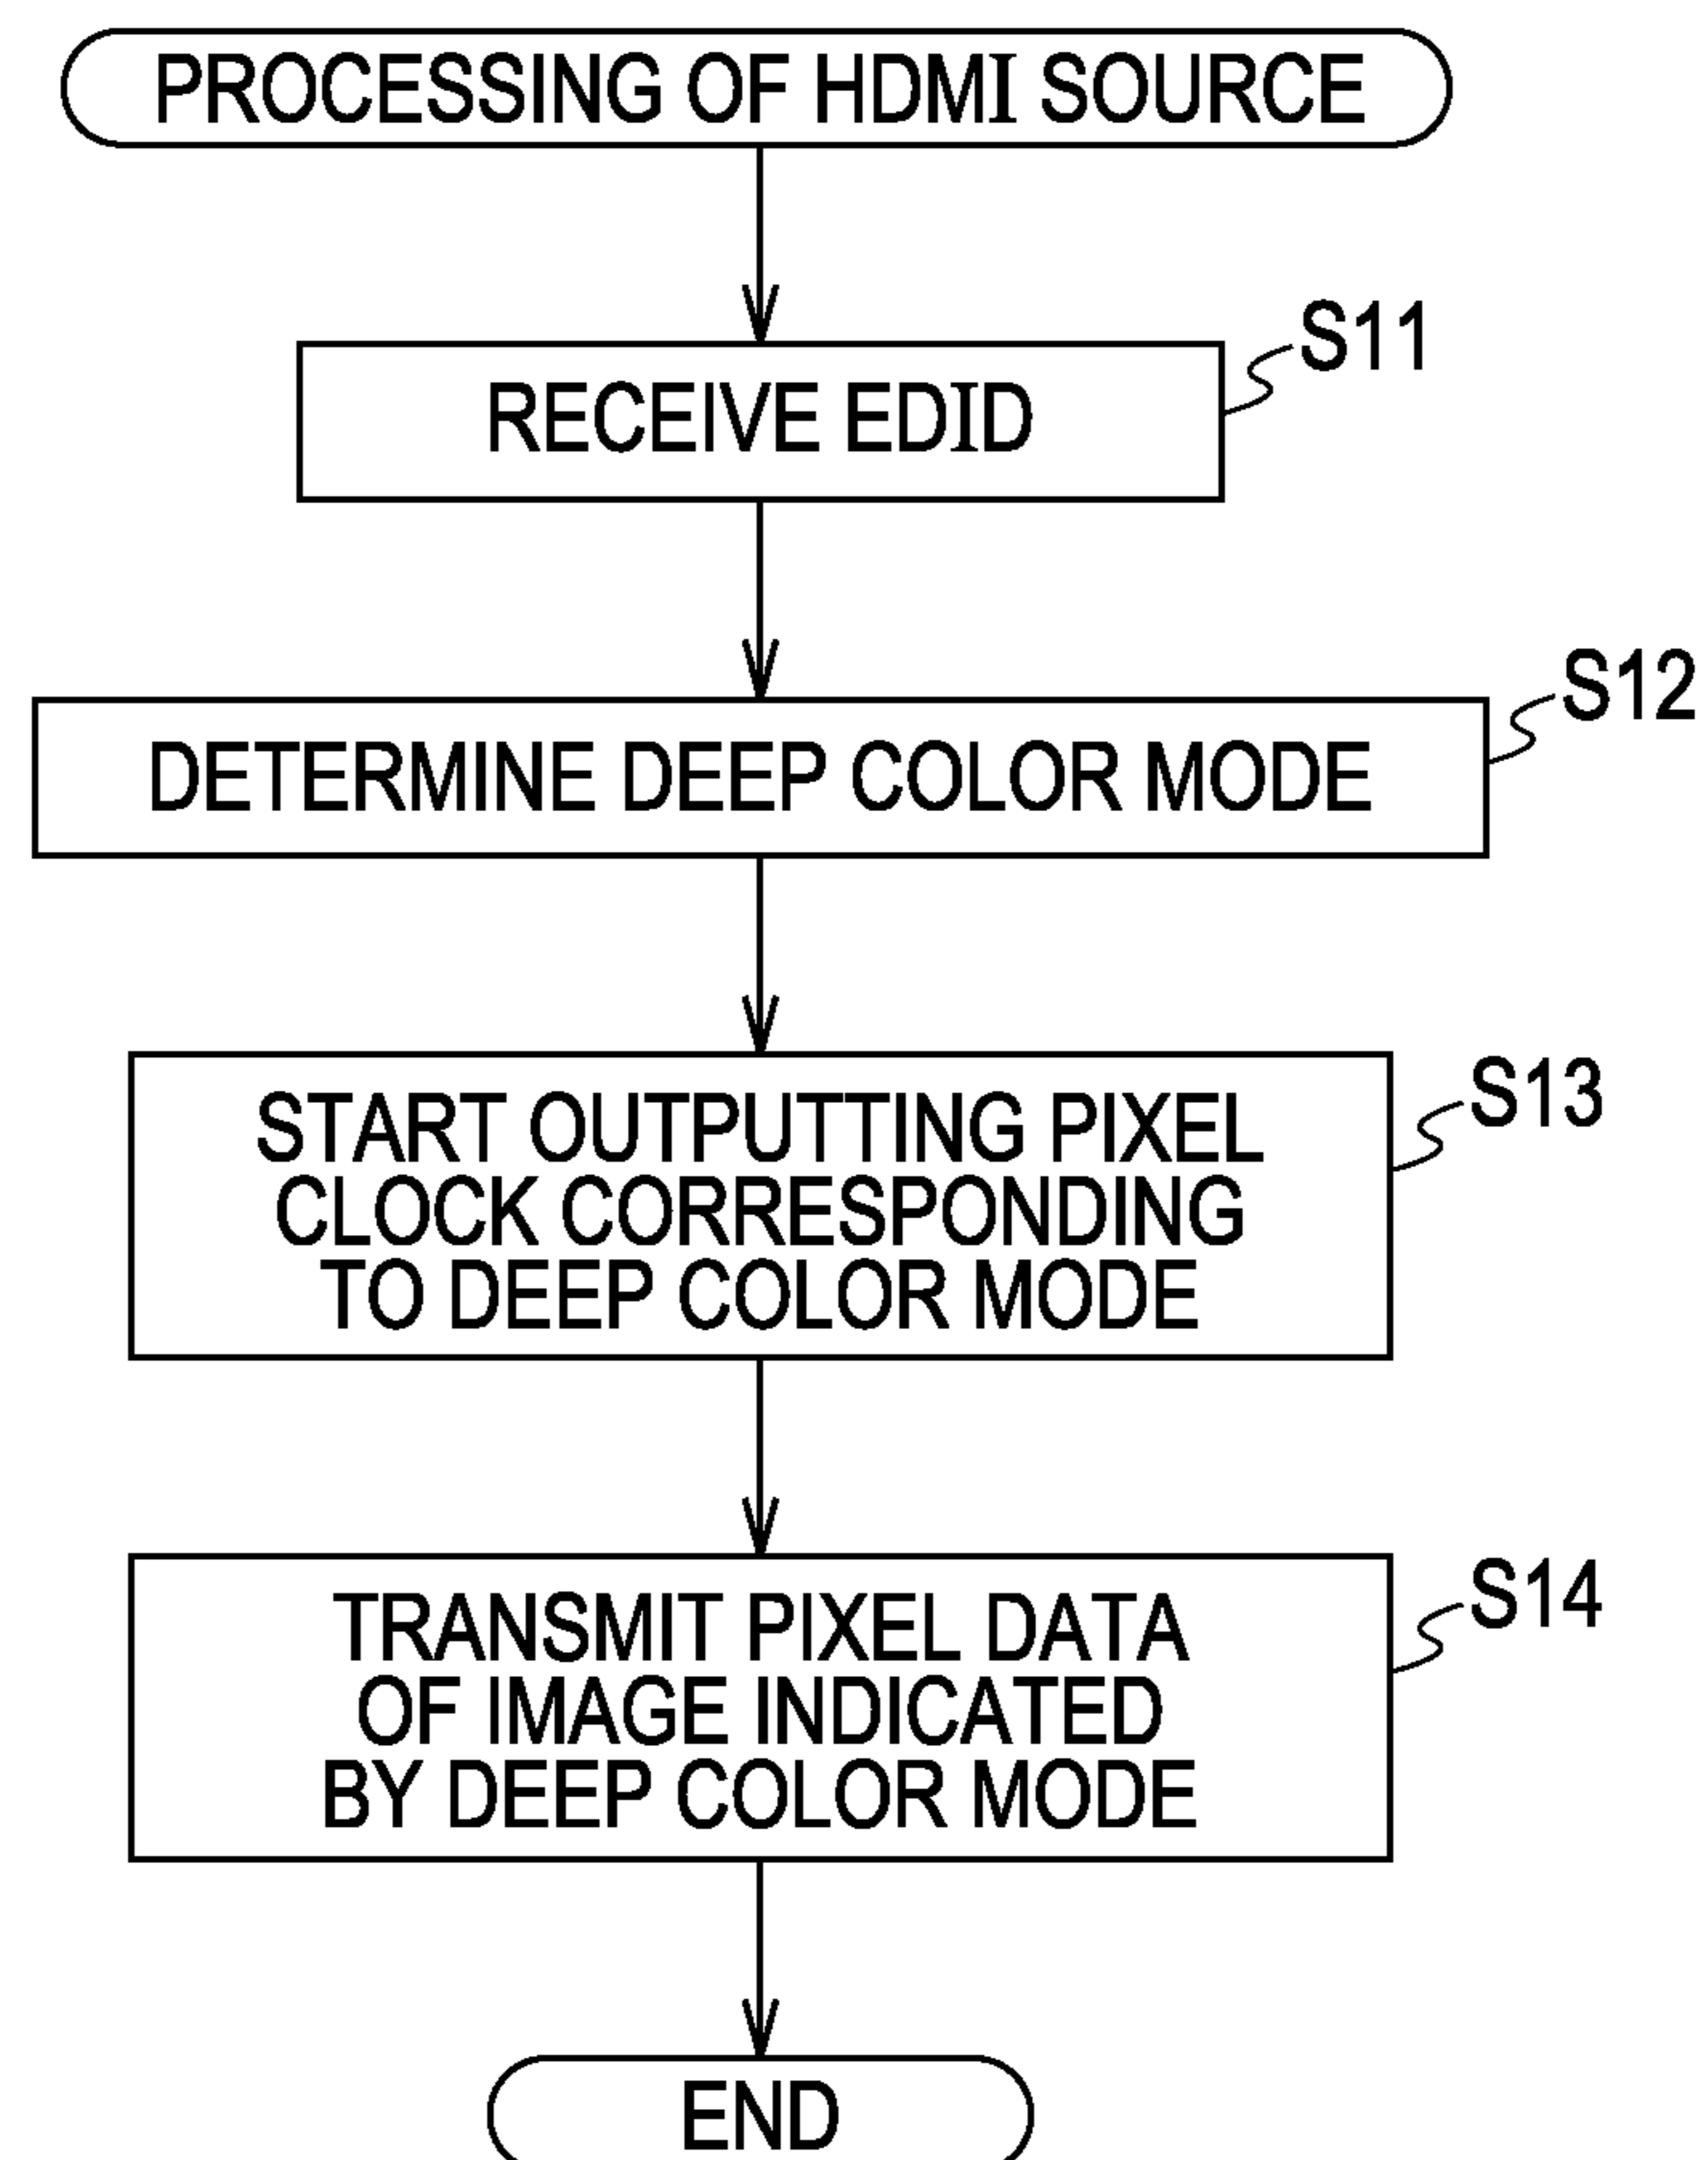 PROCESSING OF HDMI SOURCE
S11
RECEIVE EDID
S12
DETERMINE DEEP COLOR MODE
S13
START OUTPUTTING PIXEL
CLOCK CORRESPONDING
TO DEEP COLOR MODE
S14
TRANSMIT PIXEL DATA
OF IMAGE INDICATED
BY DEEP COLOR MODE
END